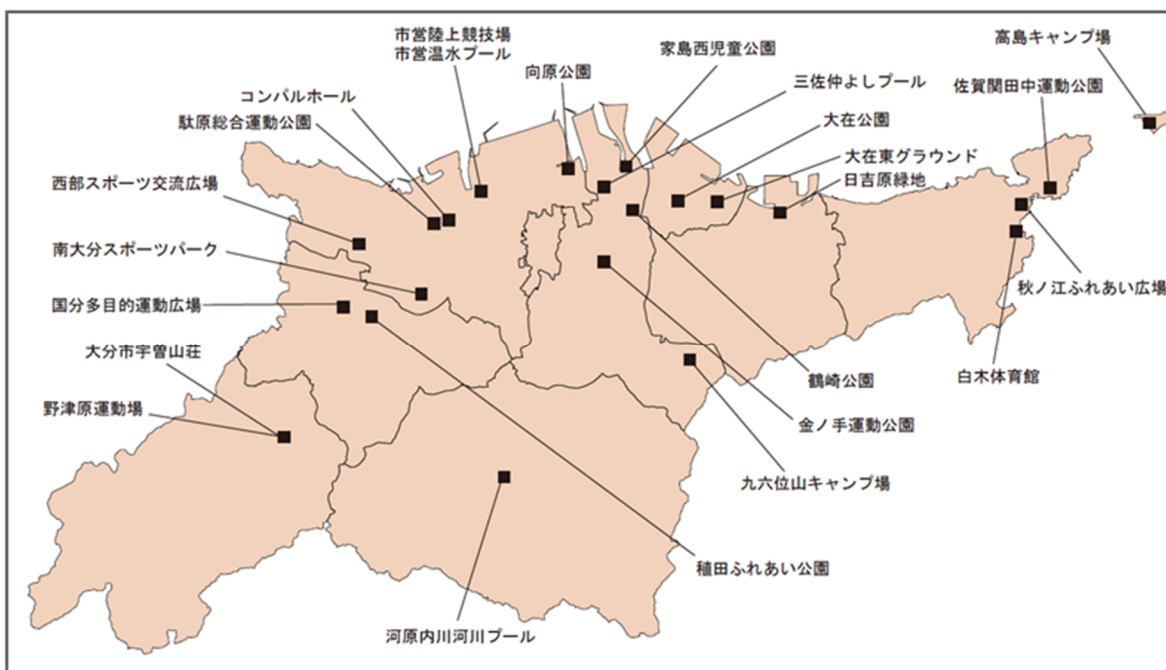 市営陸上競技場
市営温水プール
家島西児童公園
高島キャンプ場
向原公園
三佐仲よしプール
佐賀関田中運動公園
コンパルホール
駄原総合運動公園
大在公園
大在東グラウンド
日吉原緑地
西部スポーツ交流広場
南大分スポーツパーク
国分多目的運動広場
秋ノ江ふれあい広場
大分市宇曽山荘
鶴崎公園
白木体育館
野津原運動場
金ノ手運動公園
九六位山キャンプ場
稙田ふれあい公園
河原内川河川プール